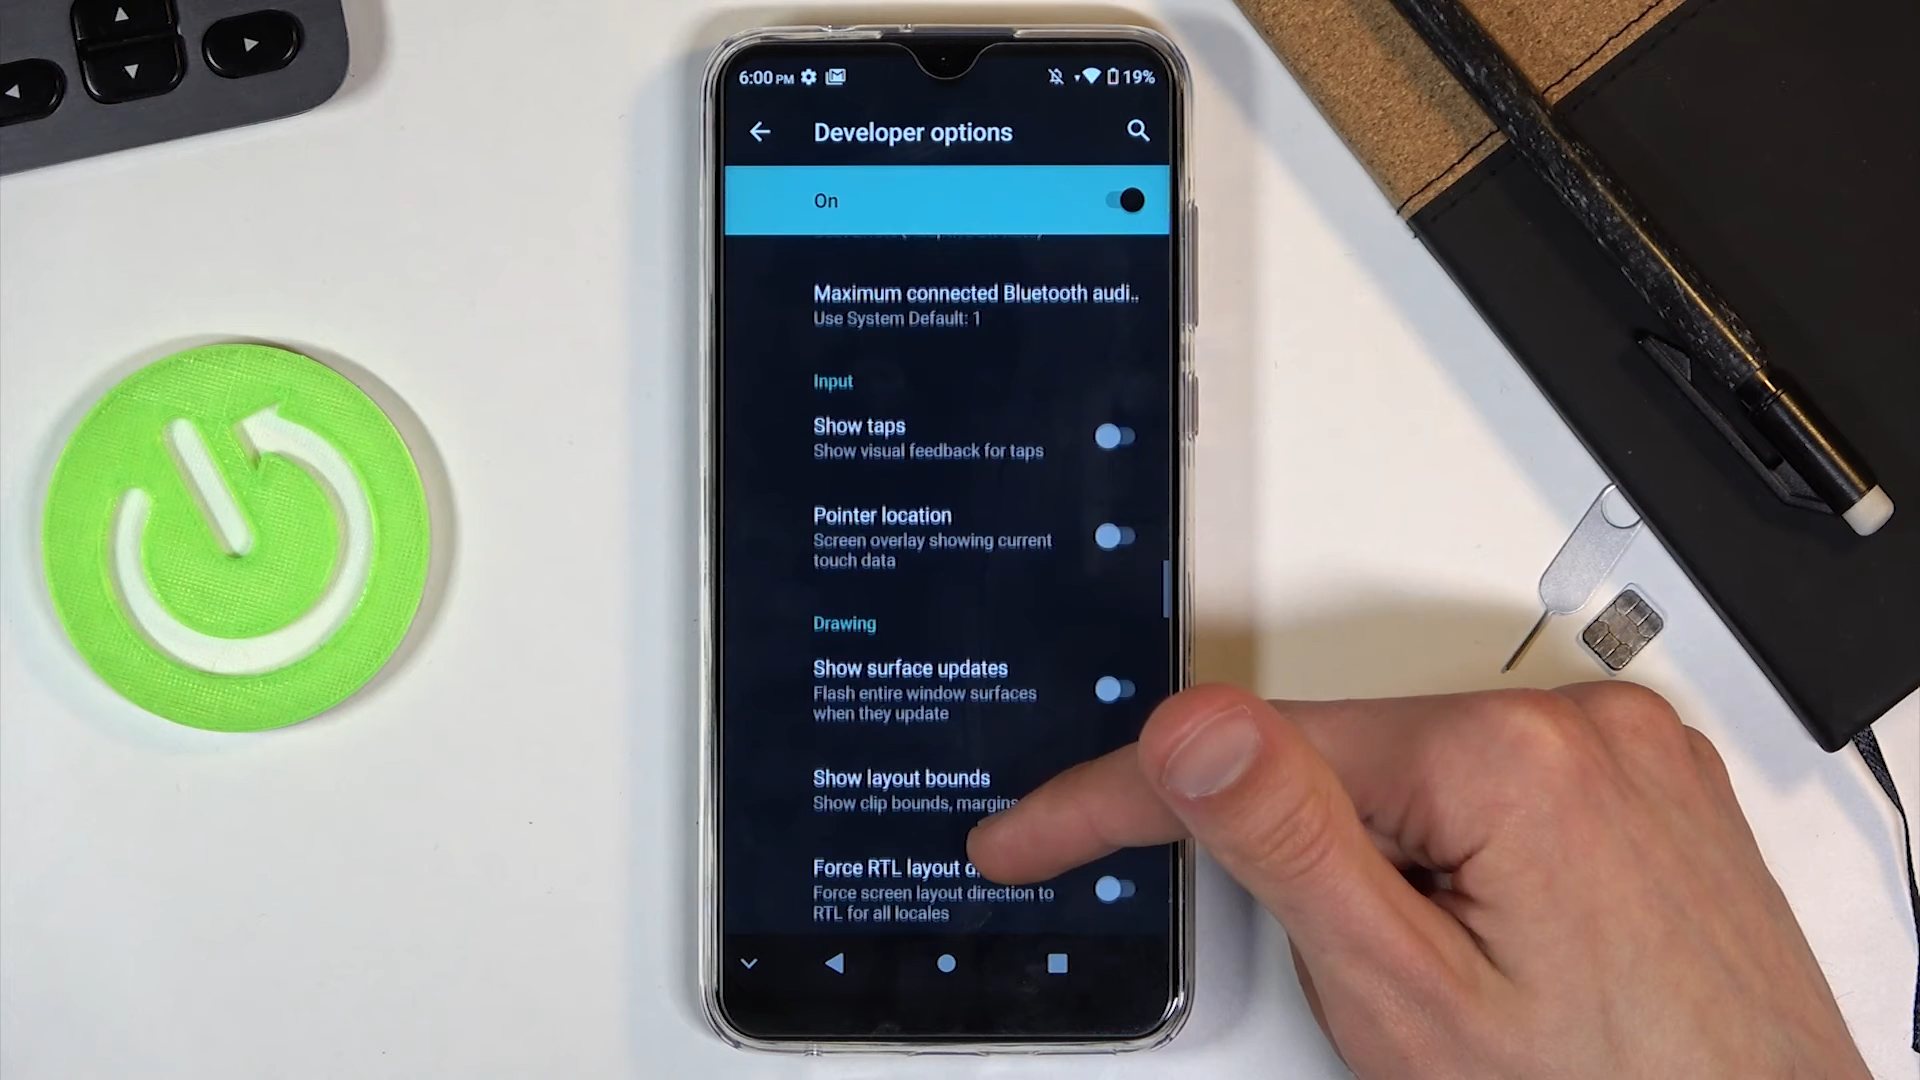 6:00 PM 19%
Developer options
On
Maximum connected Bluetooth audi..
Use System Default: 1
Input
Show taps
Show visual feedback for taps
Pointer location
Screen overlay showing current
touch data
Drawing
Show surface updates
Flash entire window surfaces
when they update
Show layout bounds
Show clip bounds, margins
Force RTL layout
Force screen layout direction to
RTL for all locales